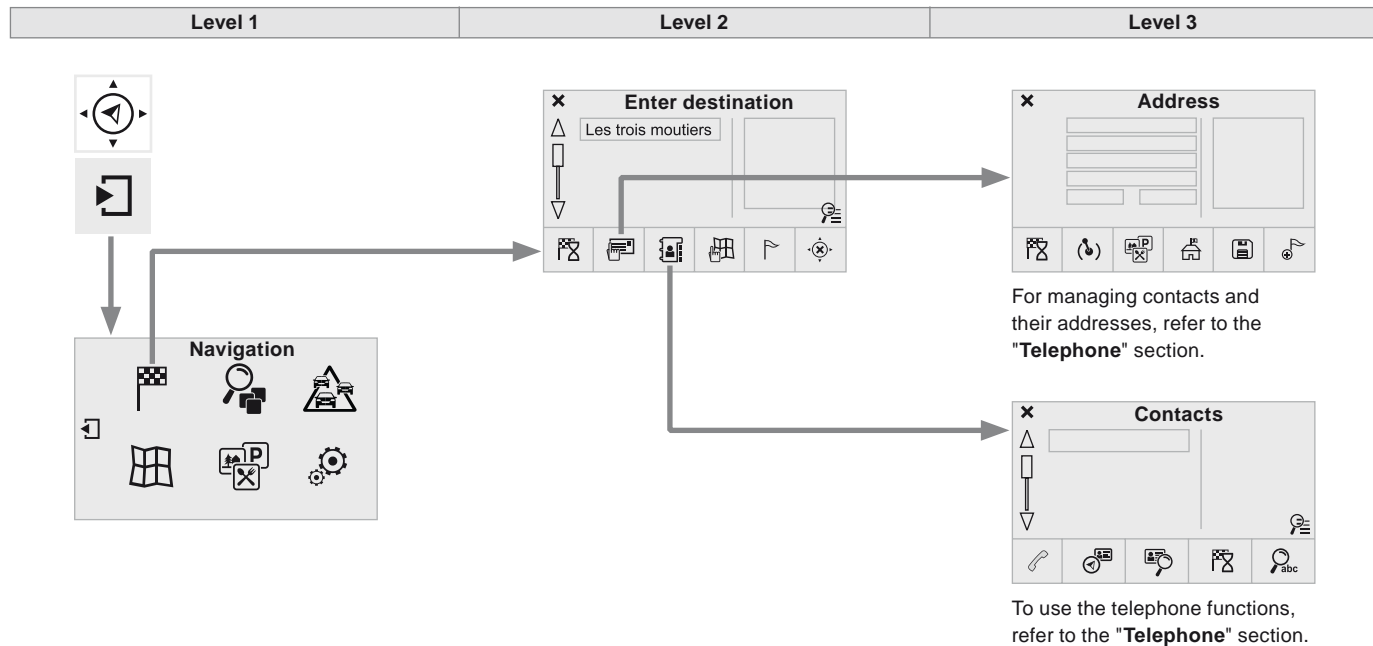 Level 1
Level 2
Level 3
Enter destination
Les trois moutiers
Address
P
For managing contacts and
their addresses, refer to the
"Telephone" section.
Navigation
P
Contacts
abc
To use the telephone functions,
refer to the "Telephone" section.